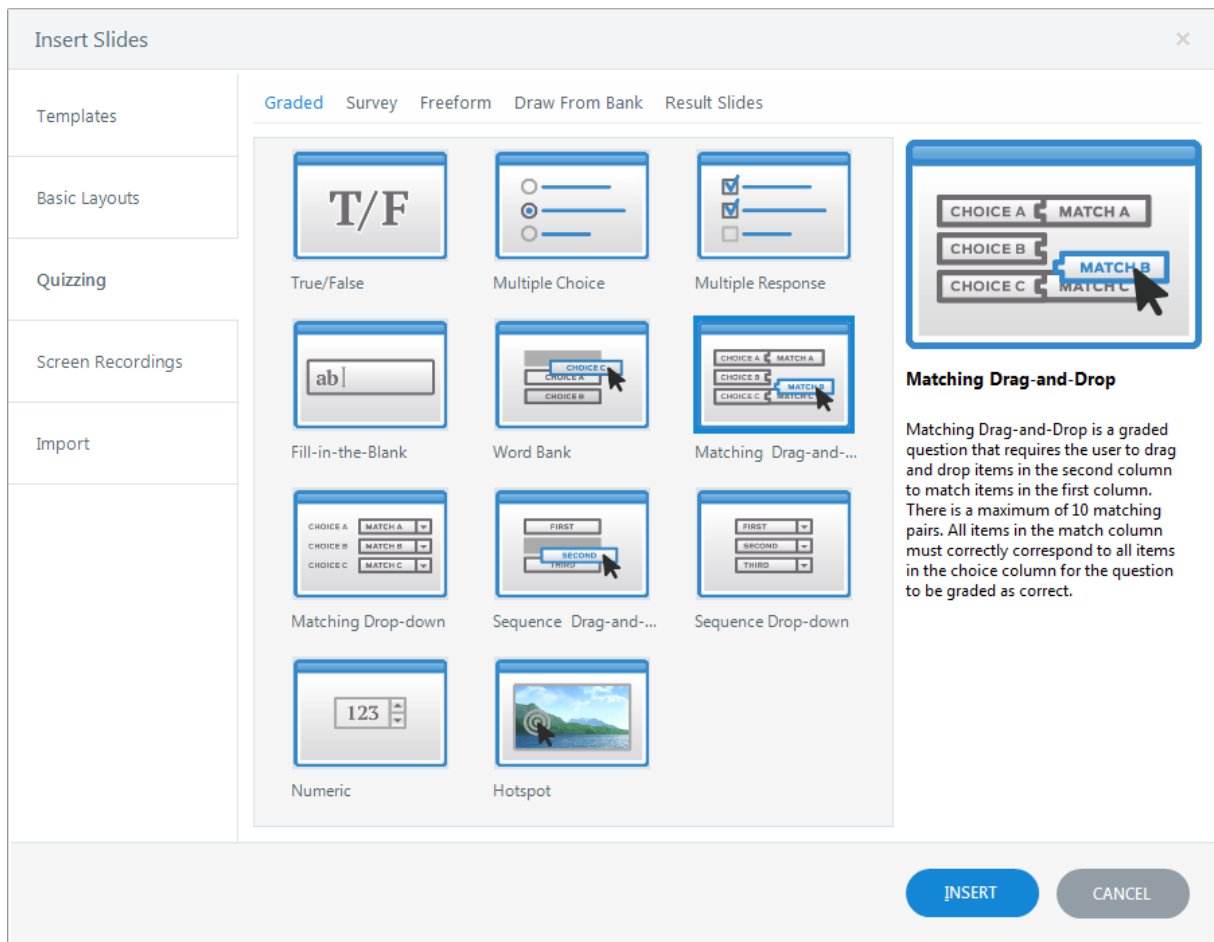 Insert Slides ×
Templates
Basic Layouts
Quizzing
Screen Recordings
Import
Graded Survey Freeform Draw From Bank Result Slides
T/F
True/False
Multiple Choice
Multiple Response
ab
Fill-in-the-Blank
CHOICE C
CHOICE A
CHOICE B
Word Bank
CHOICE A MATCH A
CHOICE B MATCH B
CHOICE C MATCH C
Matching Drag-and-...
CHOICE A MATCH A
CHOICE B MATCH B
CHOICE C MATCH C
Matching Drop-down
FIRST
SECOND
THIRD
Sequence Drag-and-...
FIRST
SECOND
THIRD
Sequence Drop-down
123
Numeric
Hotspot
CHOICE A MATCH A
CHOICE B
MATCH B
CHOICE C MATCH C
Matching Drag-and-Drop
Matching Drag-and-Drop is a graded
question that requires the user to drag
and drop items in the second column
to match items in the first column.
There is a maximum of 10 matching
pairs. All items in the match column
must correctly correspond to all items
in the choice column for the question
to be graded as correct.
INSERT
CANCEL